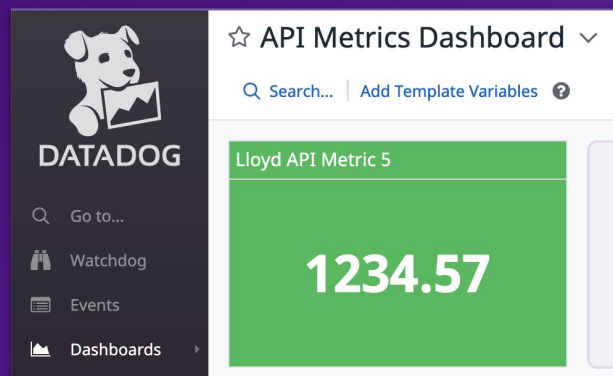 DATADOG
Go to...
Watchdog
Events
Dashboards
API Metrics Dashboard
Search...
Add Template Variables
Lloyd API Metric 5
1234.57